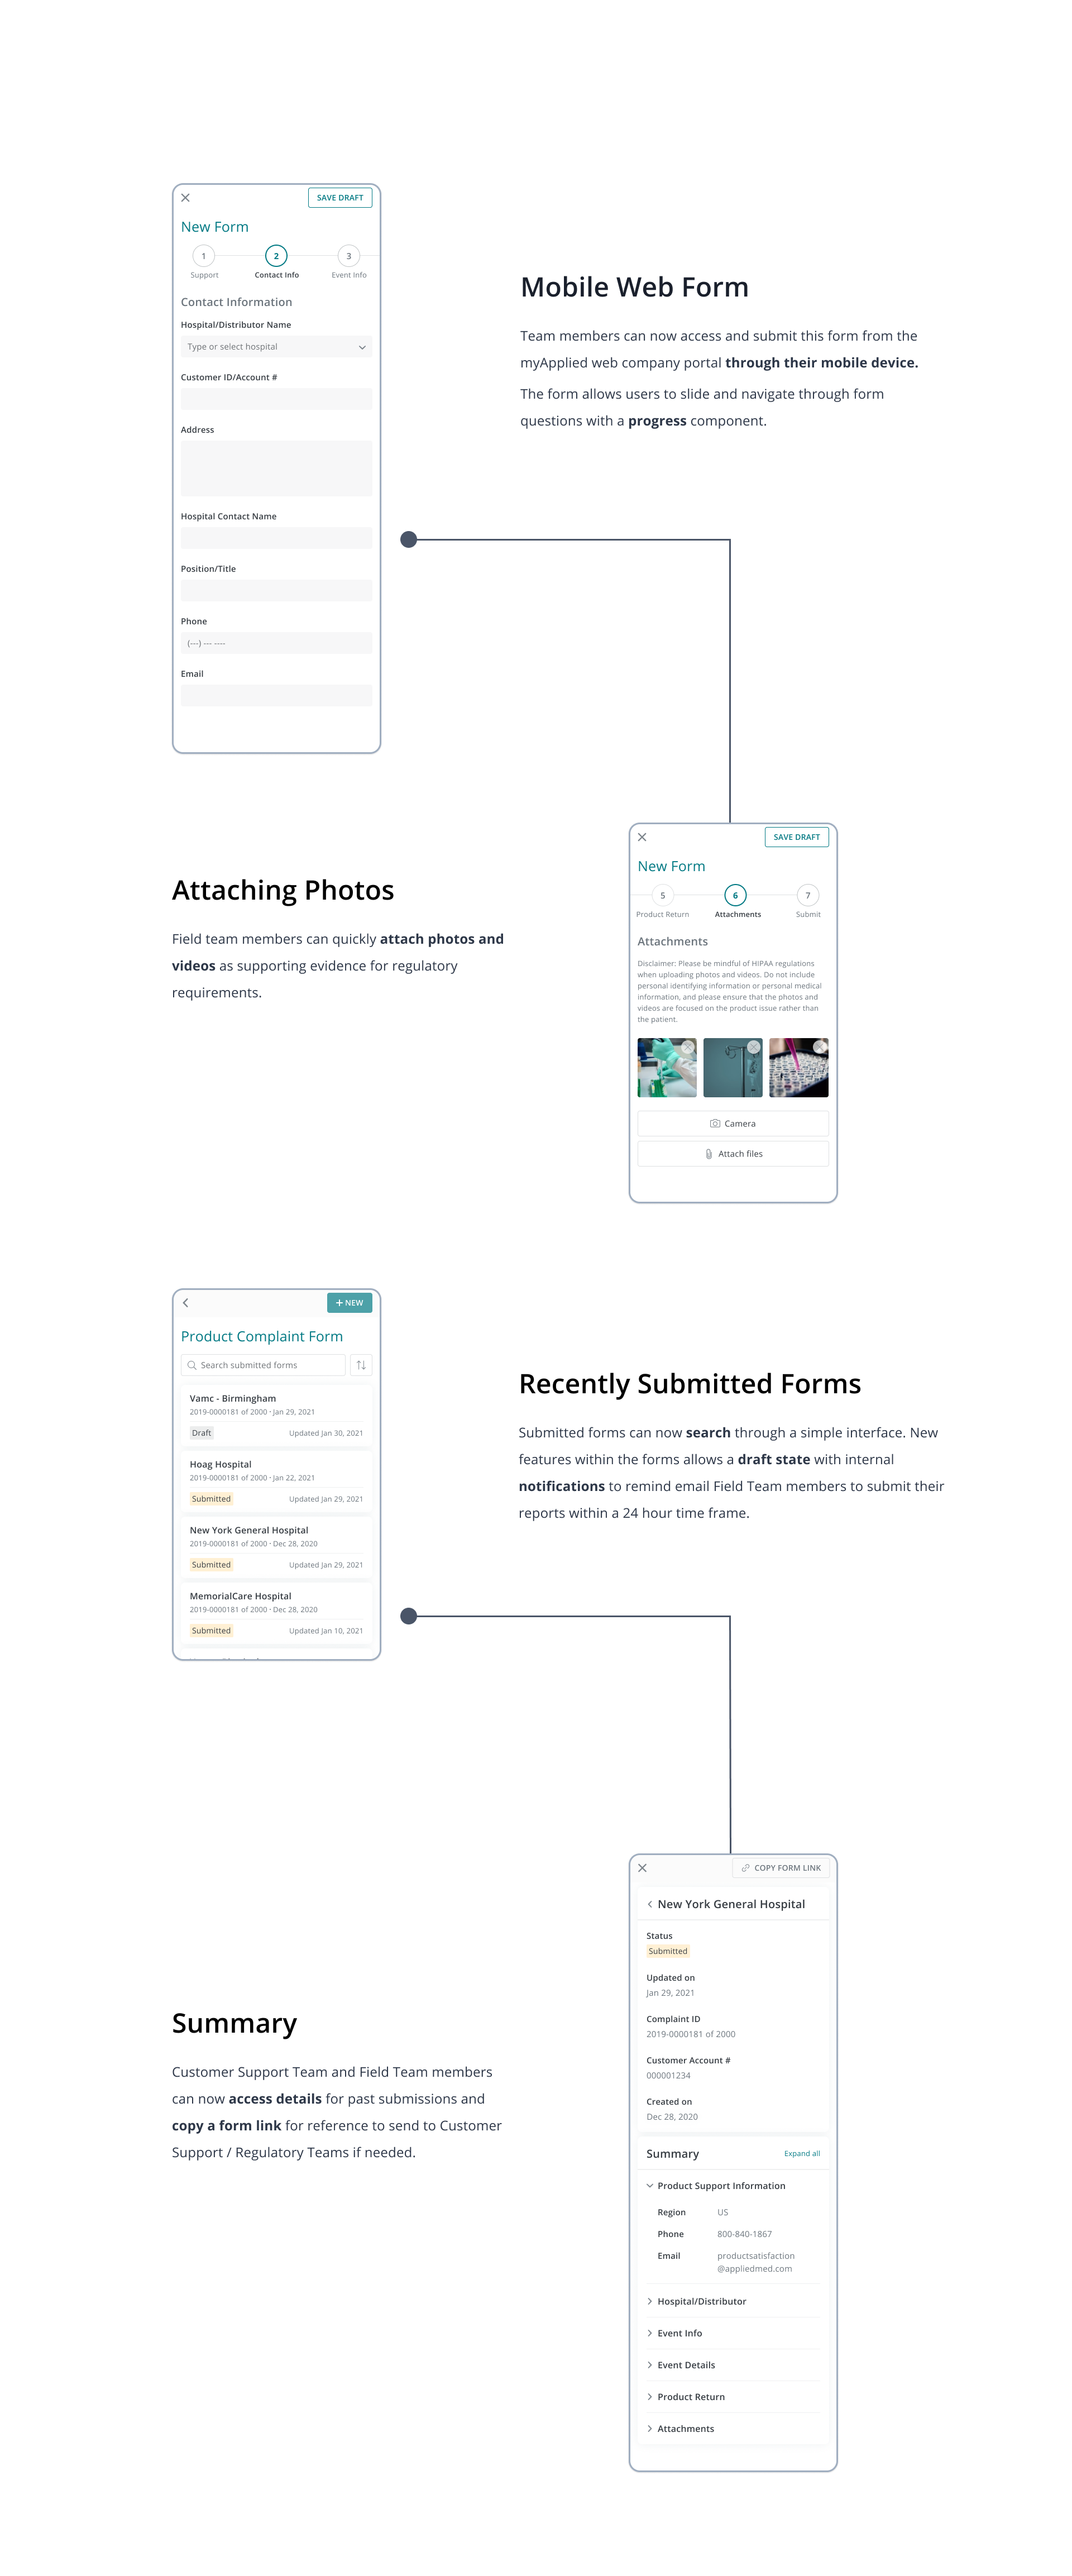 SAVE DRAFT
New Form
1
2
3
Support
Contact Info
Event Info
Contact Information
Hospital/Distributor Name
Type or select hospital
Customer ID/Account #
Address
Hospital Contact Name
Position/Title
Phone
(---) --- ----
Email
Mobile Web Form
Team members can now access and submit this form from the
myApplied web company portal through their mobile device.
The form allows users to slide and navigate through form
questions with a progress component.
Attaching Photos
Field team members can quickly attach photos and
videos as supporting evidence for regulatory
requirements.
SAVE DRAFT
New Form
5
6
7
Product Return
Attachments
Submit
Attachments
Disclaimer: Please be mindful of HIPAA regulations
when uploading photos and videos. Do not include
personal identifying information or personal medical
information, and please ensure that the photos and
videos are focused on the product issue rather than
the patient.
Camera
Attach files
+ NEW
Product Complaint Form
Search submitted forms
Vamc - Birmingham
2019-0000181 of 2000 · Jan 29, 2021
Draft
Updated Jan 30, 2021
Hoag Hospital
2019-0000181 of 2000 · Jan 22, 2021
Submitted
Updated Jan 29, 2021
New York General Hospital
2019-0000181 of 2000 · Dec 28, 2020
Submitted
Updated Jan 29, 2021
MemorialCare Hospital
2019-0000181 of 2000 · Dec 28, 2020
Submitted
Updated Jan 10, 2021
Recently Submitted Forms
Submitted forms can now search through a simple interface. New
features within the forms allows a draft state with internal
notifications to remind email Field Team members to submit their
reports within a 24 hour time frame.
Summary
Customer Support Team and Field Team members
can now access details for past submissions and
copy a form link for reference to send to Customer
Support / Regulatory Teams if needed.
COPY FORM LINK
New York General Hospital
Status
Submitted
Updated on
Jan 29, 2021
Complaint ID
2019-0000181 of 2000
Customer Account #
000001234
Created on
Dec 28, 2020
Summary
Expand all
Product Support Information
Region US
Phone 800-840-1867
Email productsatisfaction
@appliedmed.com
Hospital/Distributor
Event Info
Event Details
Product Return
Attachments